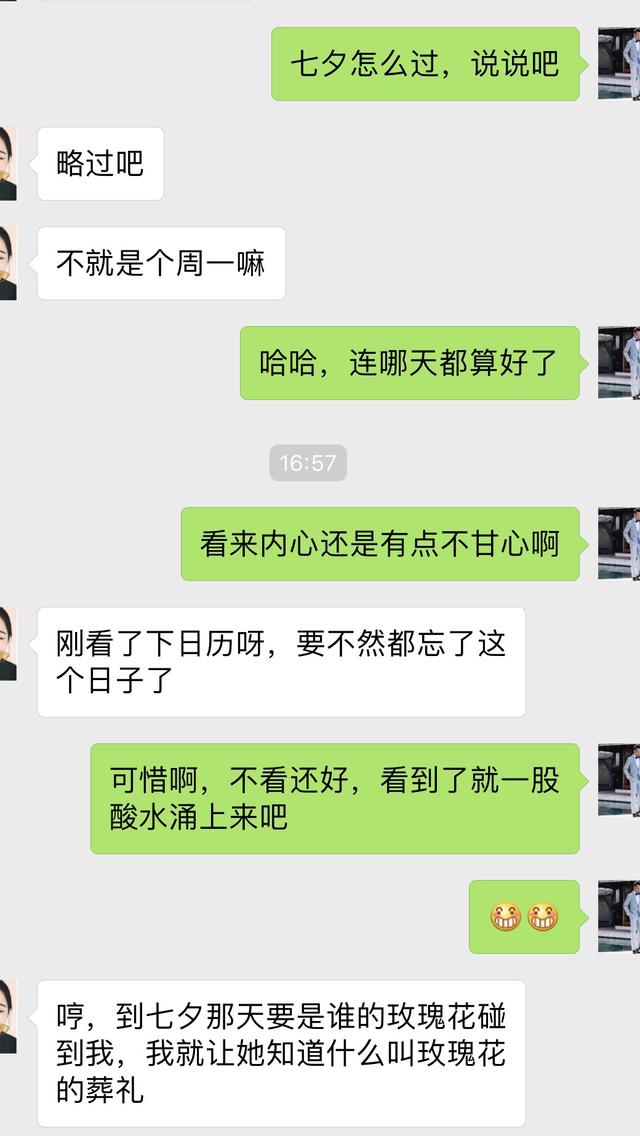 七夕怎么过，说说吧
略过吧
不就是个周一嘛
哈哈，连哪天都算好了
16:57
看来内心还是有点不甘心啊
刚看了下日历呀，要不然都忘了这
个日子了
可惜啊，不看还好，看到了就一股
酸水涌上来吧
哼，到七夕那天要是谁的玫瑰花碰
到我，我就让她知道什么叫玫瑰花
的葬礼